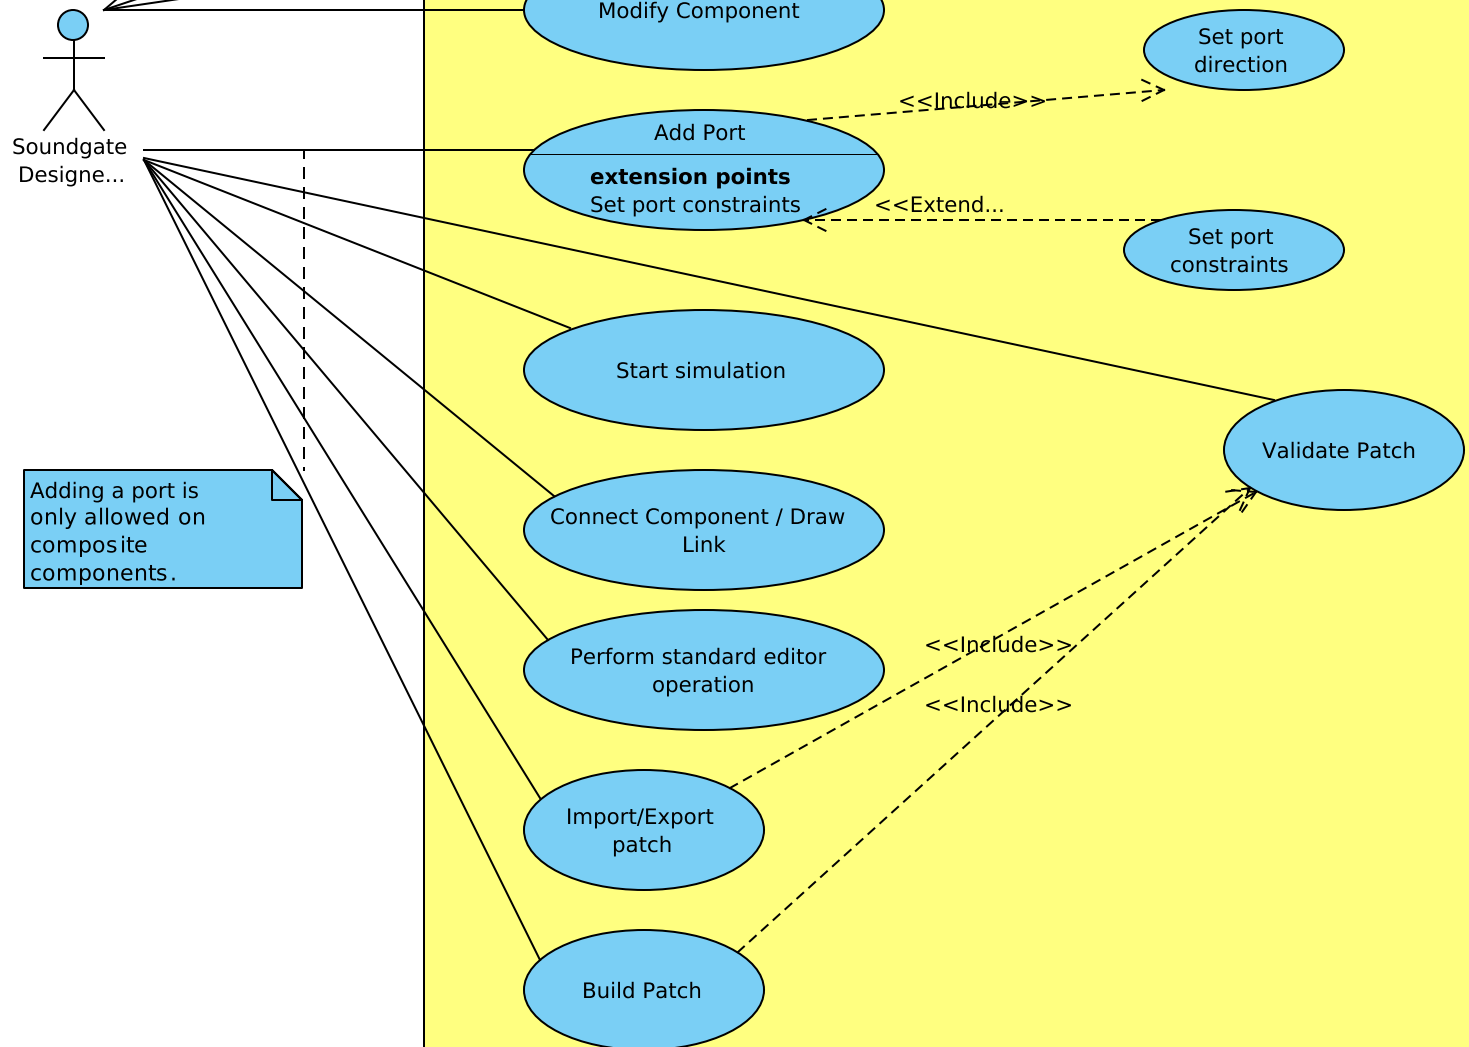 Modify Component
Set port
direction
<<Include>>
Add Port
extension points
Set port constraints
<<Extend...
Set port
constraints
Soundgate
Designe...
Start simulation
Validate Patch
Adding a port is
only allowed on
composite
components.
Connect Component / Draw
Link
<<Include>>
Perform standard editor
operation
<<Include>>
Import/Export
patch
Build Patch